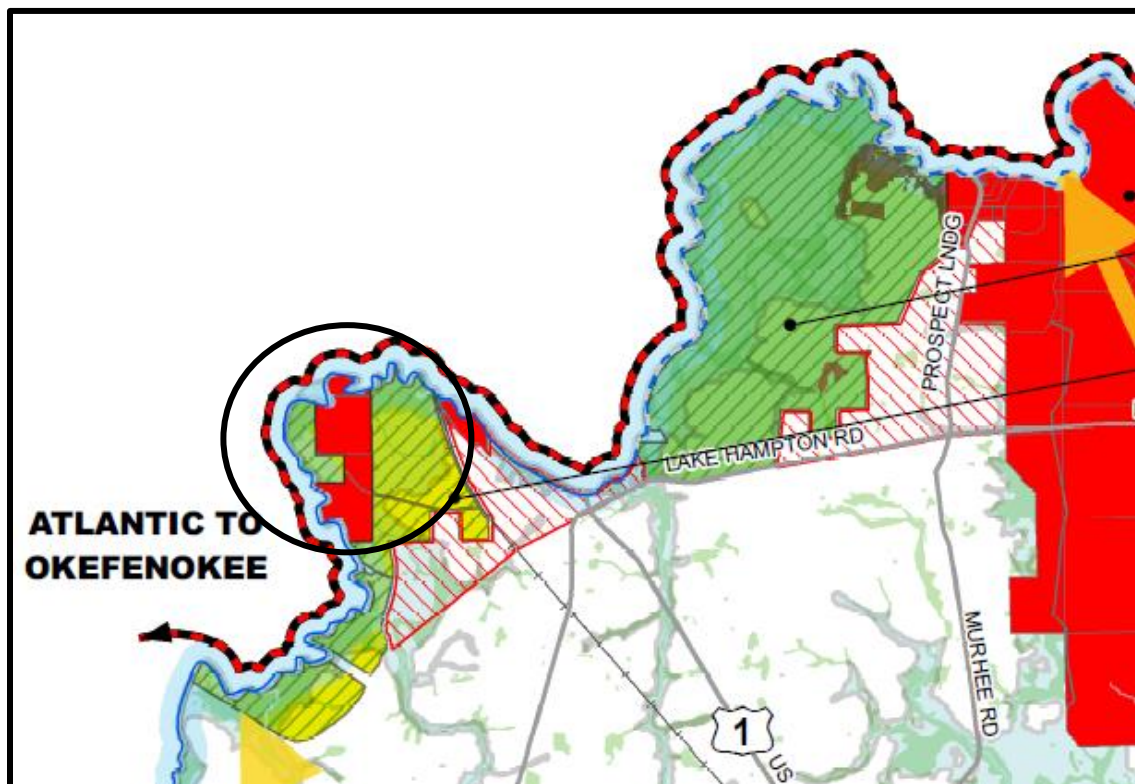 PROSPECT LNDG
LAKE HAMPTON RD
ATLANTIC TO
OKEFENOKEE
MURHEE RD
1
US